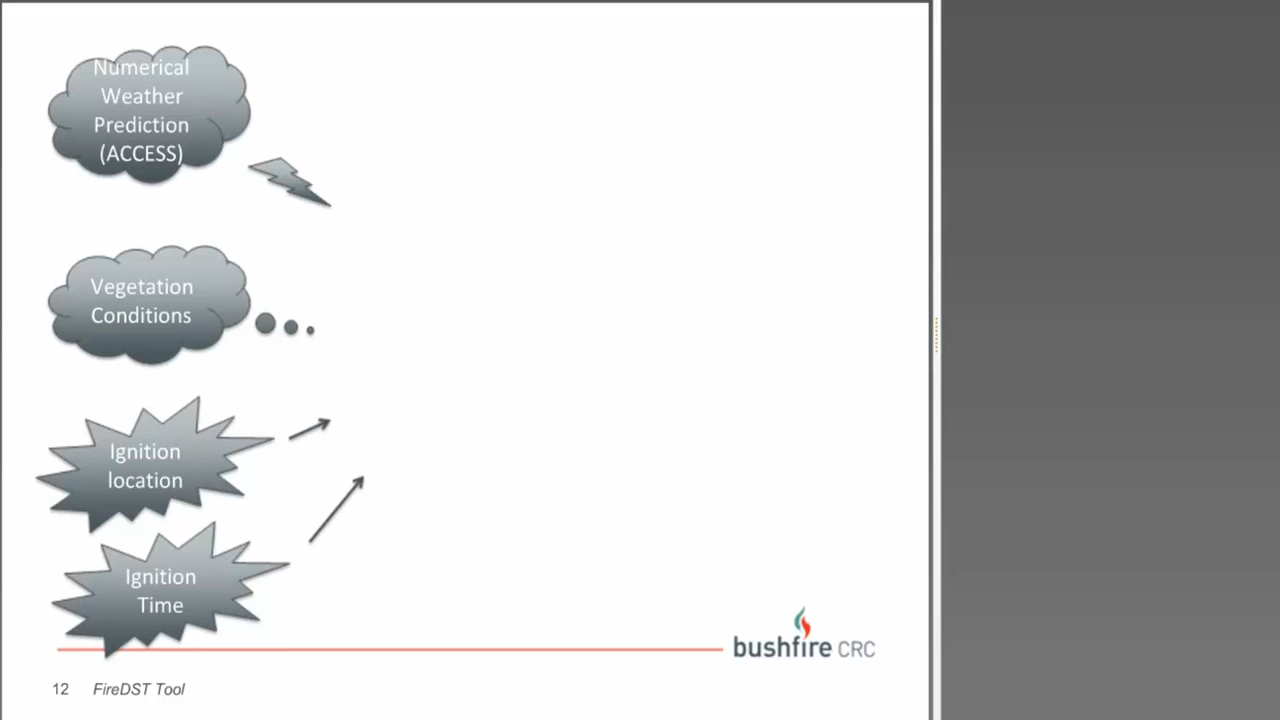 Numerical
Weather
Prediction
(ACCESS)
Vegetation
Conditions
Ignition
location
Ignition
Time
bushfire CRC
12 FireDST Tool